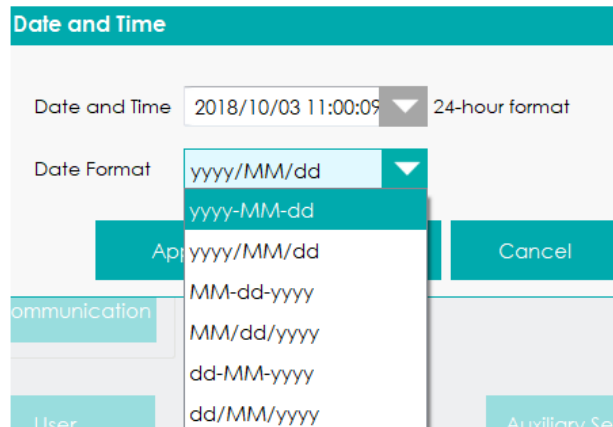 Date and Time
Date and Time 2018/10/03 11:00:09 24-hour format
Date Format yyyy/MM/dd
yyyy-MM-dd
yyyy/MM/dd
Cancel
MM-dd-yyyy
MM/dd/yyyy
dd-MM-yyyy
dd/MM/yyyy
User